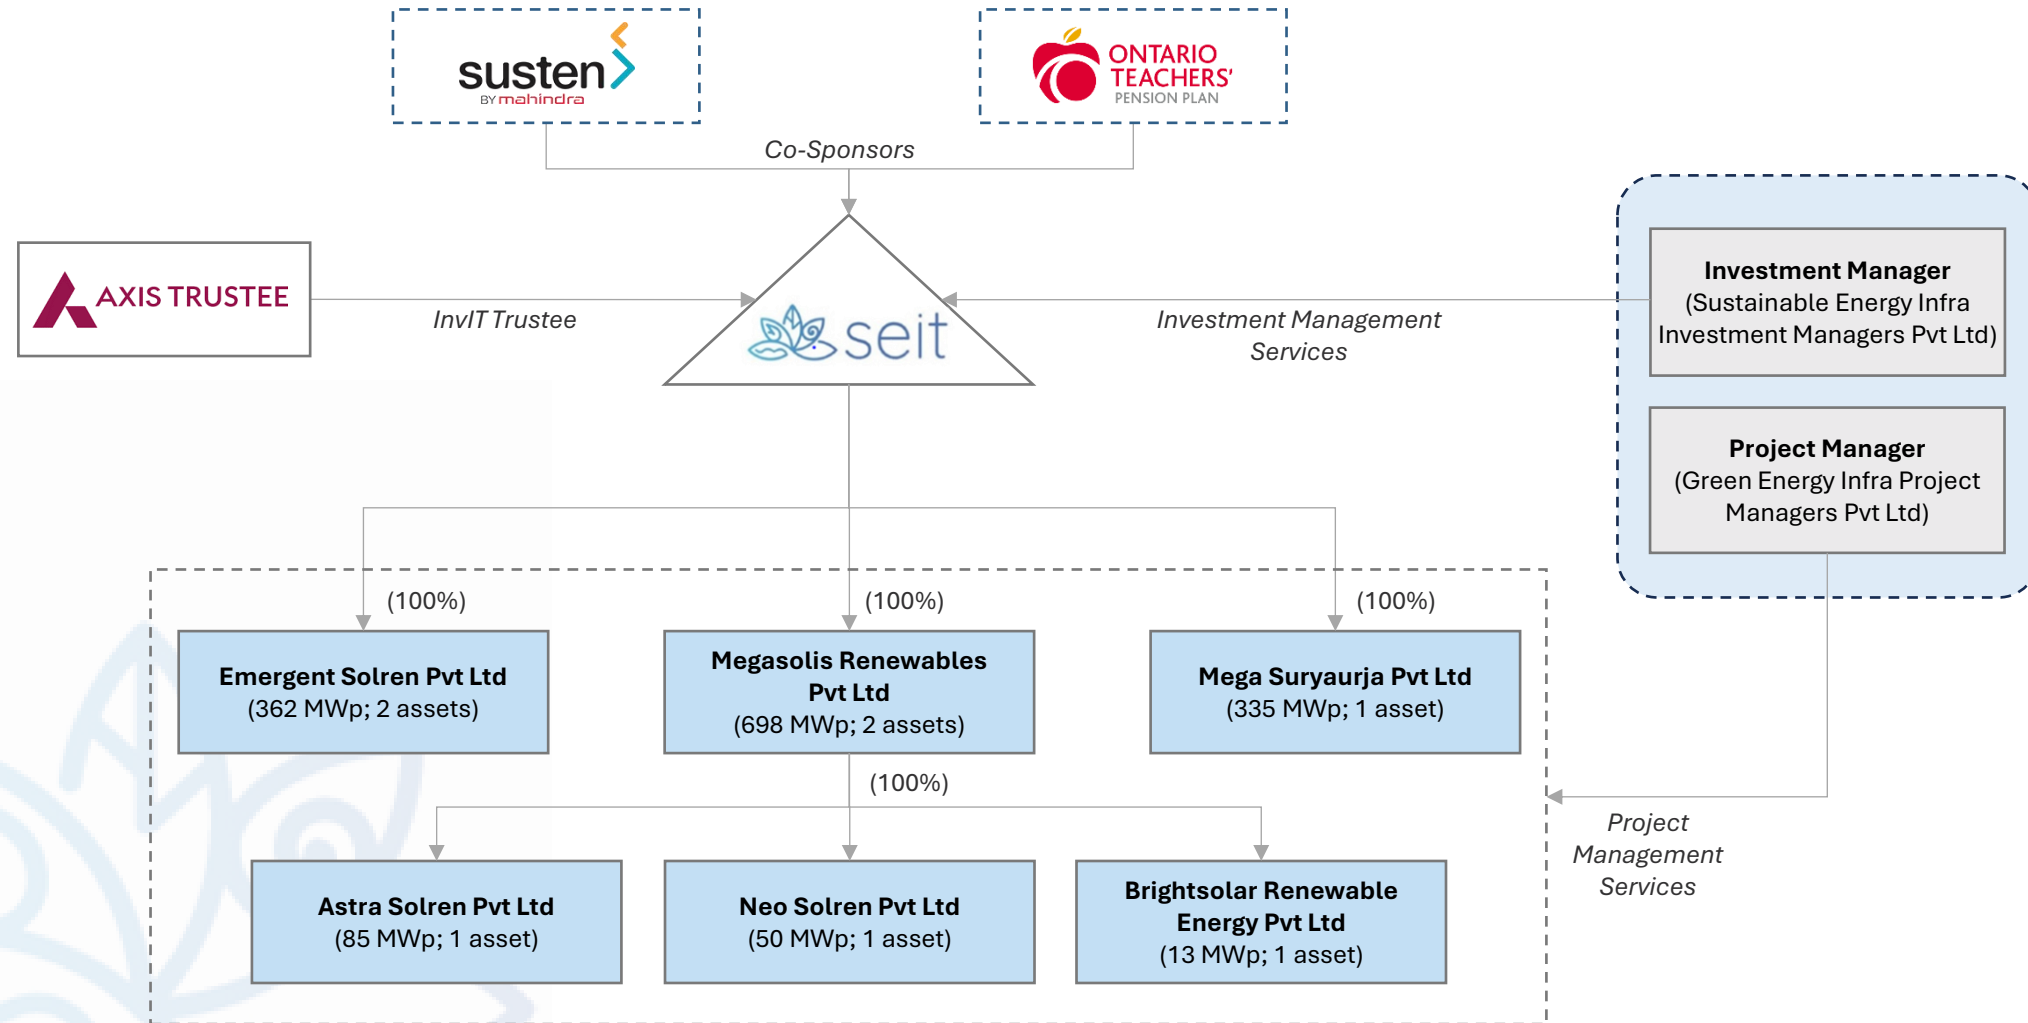 susten
BY mahindra
ONTARIO
TEACHERS'
PENSION PLAN
Co-Sponsors
AXIS TRUSTEE
InvIT Trustee
seit
Investment Management
Services
Investment Manager
(Sustainable Energy Infra
Investment Managers Pvt Ltd)
Project Manager
(Green Energy Infra Project
Managers Pvt Ltd)
(100%)
(100%)
(100%)
Emergent Solren Pvt Ltd
(362 MWp; 2 assets)
Megasolis Renewables
Pvt Ltd
(698 MWp; 2 assets)
Mega Suryaurja Pvt Ltd
(335 MWp; 1 asset)
(100%)
Project
Management
Services
Astra Solren Pvt Ltd
(85 MWp; 1 asset)
Neo Solren Pvt Ltd
(50 MWp; 1 asset)
Brightsolar Renewable
Energy Pvt Ltd
(13 MWp; 1 asset)